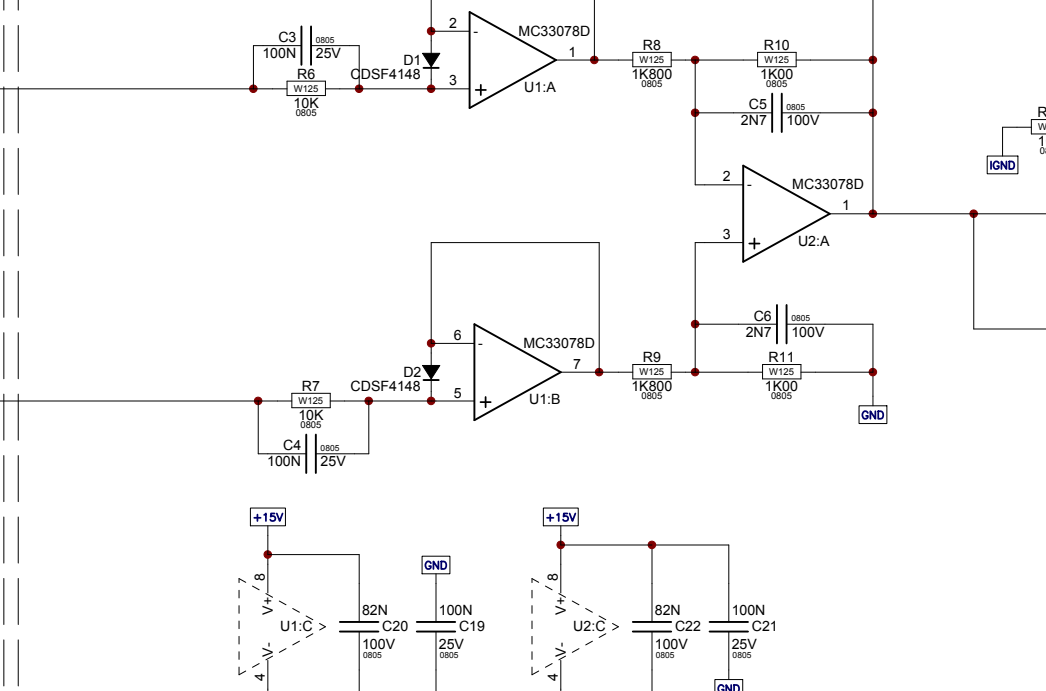 C3 0805
100N 25V
R6
W125
10K
0805
D1
CDSF4148
2
-
3
+
MC33078D
1
U1:A
R8
W125
1K800
0805
R10
W125
1K00
0805
C5 0805
2N7 100V
2
-
3
+
MC33078D
1
U2:A
IGND
R
W
1
0
R7
W125
10K
0805
C4 0805
100N 25V
D2
CDSF4148
6
-
5
+
MC33078D
7
U1:B
R9
W125
1K800
0805
C6 0805
2N7 100V
R11
W125
1K00
0805
GND
+15V
8
V+
U1:C
V-
4
82N
C20
100V
0805
GND
100N
C19
25V
0805
+15V
8
V+
U2:C
V-
4
82N
C22
100V
0805
100N
C21
25V
0805
GND